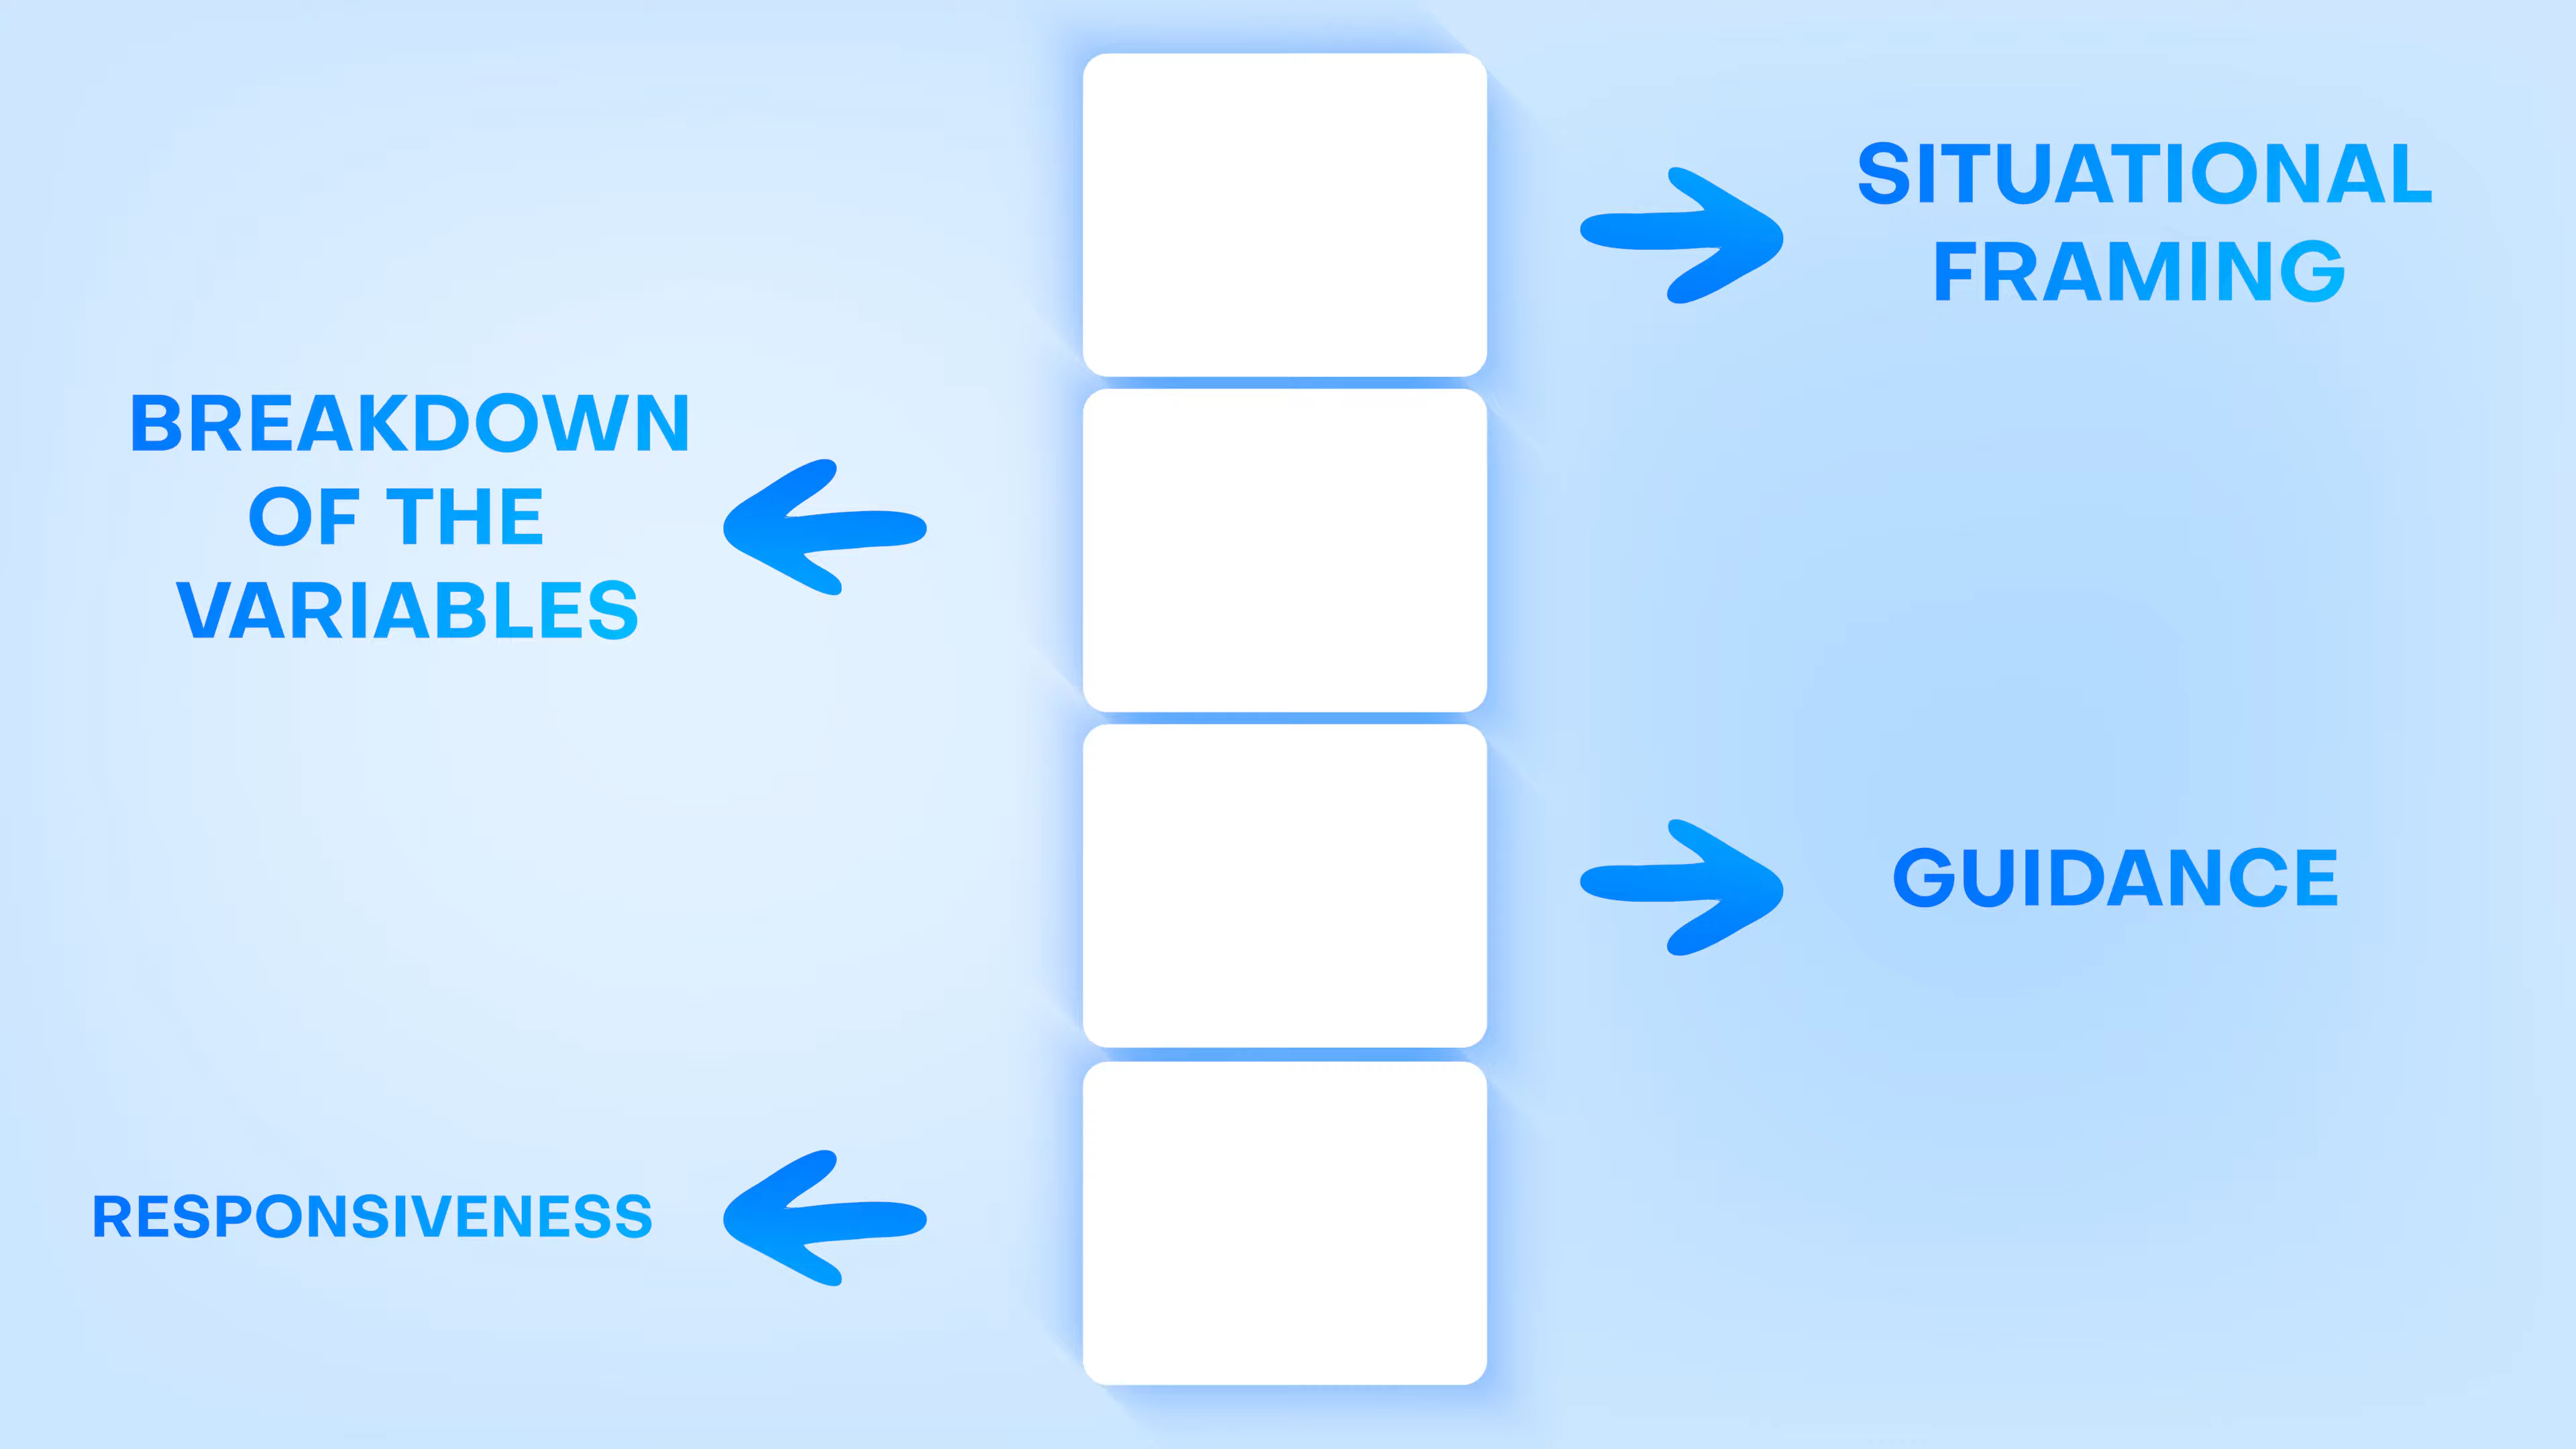 SITUATIONAL
FRAMING
BREAKDOWN
OF THE
VARIABLES
GUIDANCE
RESPONSIVENESS